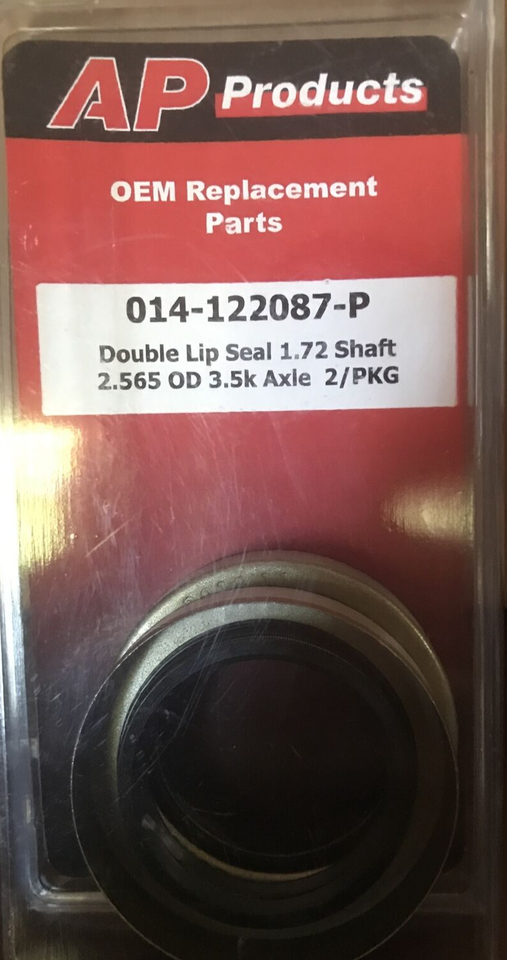 AP Products
OEM Replacement
Parts
014-122087-P
Double Lip Seal 1.72 Shaft
2.565 OD 3.5k Axle 2/PKG